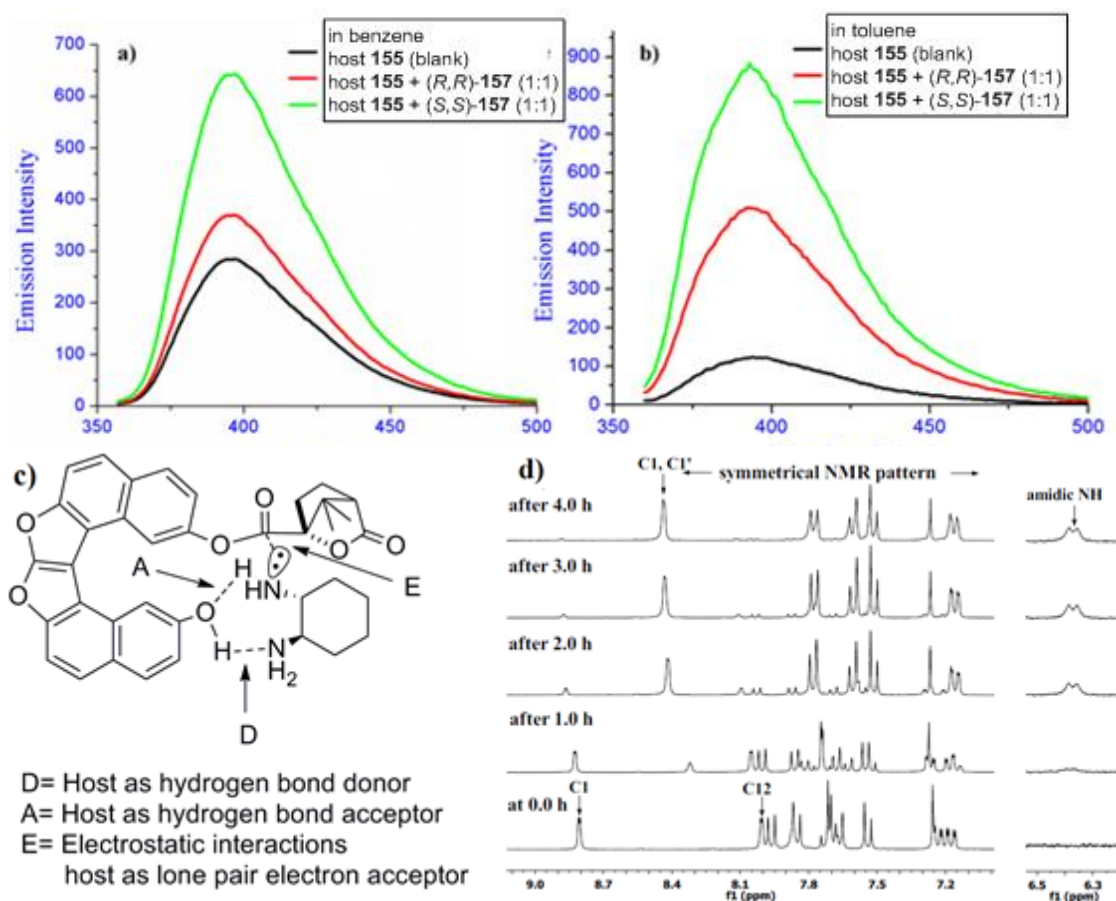 a)
in benzene
host 155 (blank)
host 155 + (R,R)-157 (1:1)
host 155 + (S,S)-157 (1:1)
Emission Intensity
700
600
500
400
300
200
100
0
350
400
450
500
b)
in toluene
host 155 (blank)
host 155 + (R,R)-157 (1:1)
host 155 + (S,S)-157 (1:1)
Emission Intensity
900
800
700
600
500
400
300
200
100
0
350
400
450
500
c)
O
O
O
O
O
O
A
H
HN
E
O
H
N
H2
D
D= Host as hydrogen bond donor
A= Host as hydrogen bond acceptor
E= Electrostatic interactions
host as lone pair electron acceptor
d)
C1, C1'
symmetrical NMR pattern
amidic NH
after 4.0 h
after 3.0 h
after 2.0 h
after 1.0 h
at 0.0 h
C1
C12
9.0 8.7 8.4 8.1 7.8 7.5 7.2
f1 (ppm)
6.5 6.3
f1 (ppm)